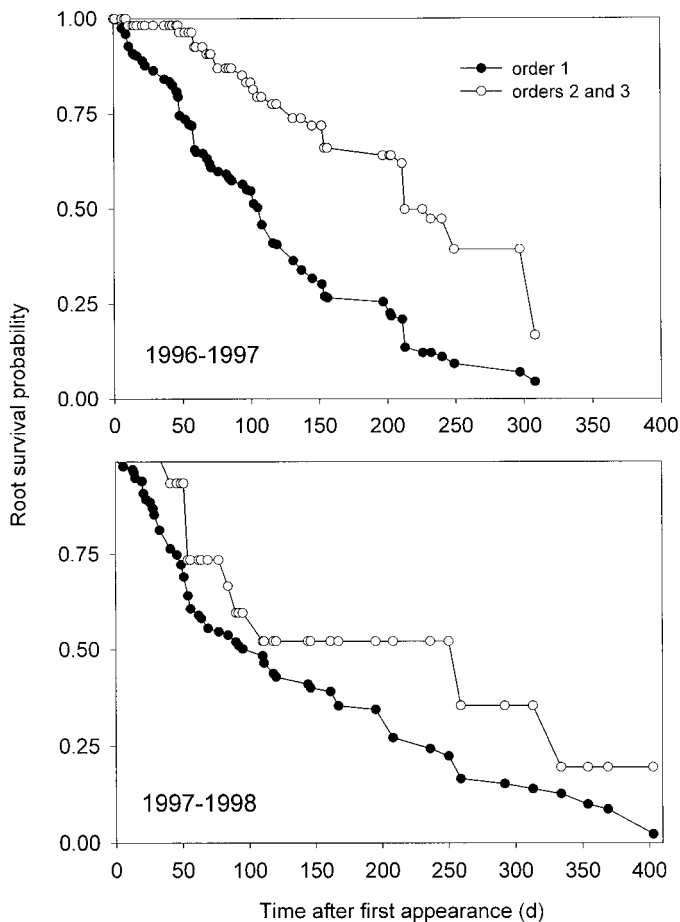 1.00
0.75
0.50
0.25
0.00
order 1
orders 2 and 3
1996-1997
0 50 100 150 200 250 300 350 400
Root survival probability
0.75
0.50
0.25
0.00
1997-1998
0 50 100 150 200 250 300 350 400
Time after first appearance (d)